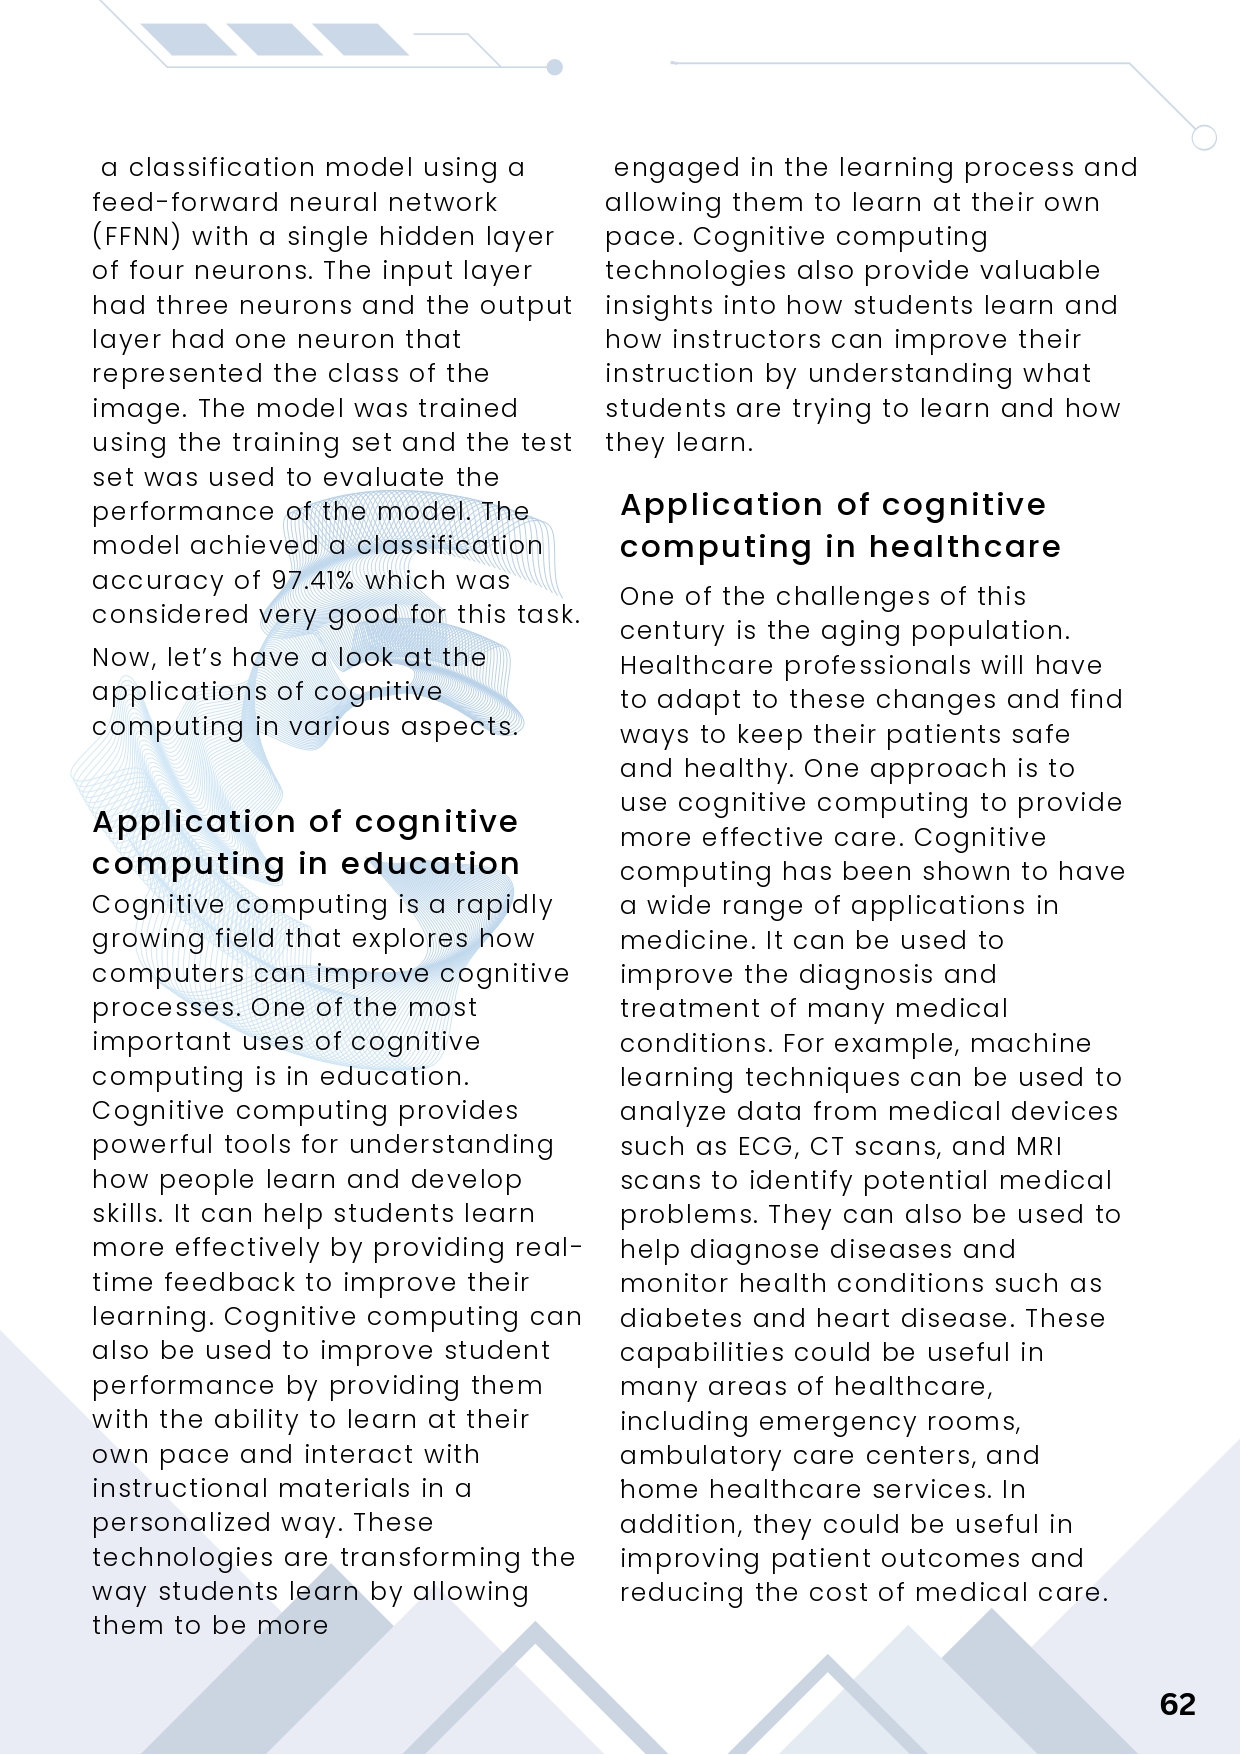 a classification model using a
feed-forward neural network
(FFNN) with a single hidden layer
of four neurons. The input layer
had three neurons and the output
layer had one neuron that
represented the class of the
image. The model was trained
using the training set and the test
set was used to evaluate the
performance of the model. The
model achieved a classification
accuracy of 97.41% which was
considered very good for this task.
Now, let’s have a look at the
applications of cognitive
computing in various aspects.
Application of cognitive
computing in education
Cognitive computing is a rapidly
growing field that explores how
computers can improve cognitive
processes. One of the most
important uses of cognitive
computing is in education.
Cognitive computing provides
powerful tools for understanding
how people learn and develop
skills. It can help students learn
more effectively by providing real-
time feedback to improve their
learning. Cognitive computing can
also be used to improve student
performance by providing them
with the ability to learn at their
own pace and interact with
instructional materials in a
personalized way. These
technologies are transforming the
way students learn by allowing
them to be more
engaged in the learning process and
allowing them to learn at their own
pace. Cognitive computing
technologies also provide valuable
insights into how students learn and
how instructors can improve their
instruction by understanding what
students are trying to learn and how
they learn.
Application of cognitive
computing in healthcare
One of the challenges of this
century is the aging population.
Healthcare professionals will have
to adapt to these changes and find
ways to keep their patients safe
and healthy. One approach is to
use cognitive computing to provide
more effective care. Cognitive
computing has been shown to have
a wide range of applications in
medicine. It can be used to
improve the diagnosis and
treatment of many medical
conditions. For example, machine
learning techniques can be used to
analyze data from medical devices
such as ECG, CT scans, and MRI
scans to identify potential medical
problems. They can also be used to
help diagnose diseases and
monitor health conditions such as
diabetes and heart disease. These
capabilities could be useful in
many areas of healthcare,
including emergency rooms,
ambulatory care centers, and
home healthcare services. In
addition, they could be useful in
improving patient outcomes and
reducing the cost of medical care.
62